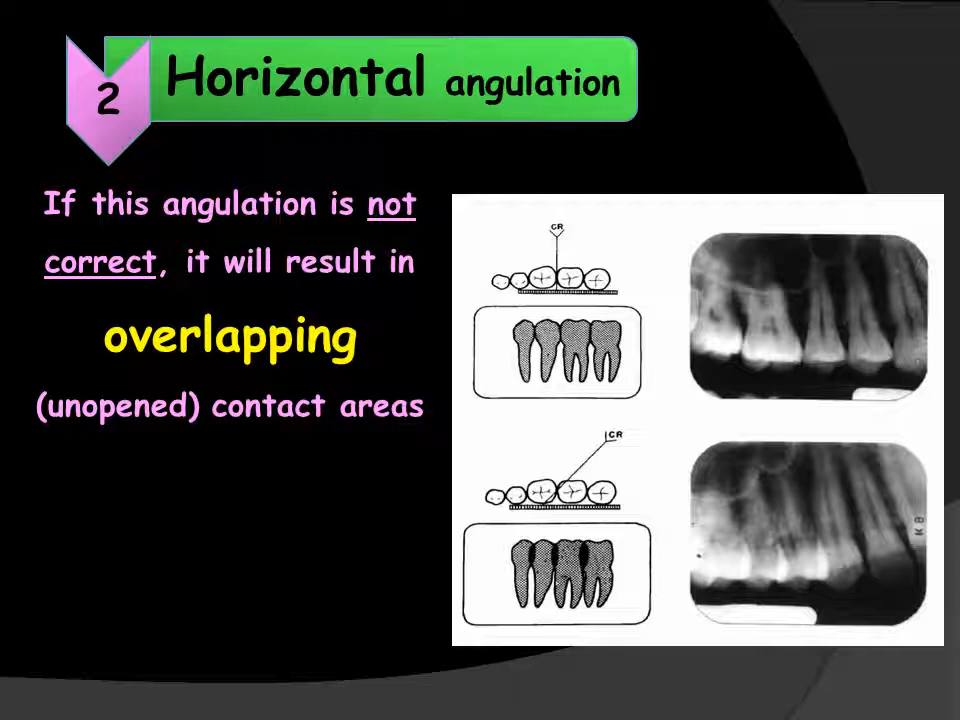 2
Horizontal angulation
If this angulation is not
correct, it will result in
overlapping
(unopened) contact areas
CR
CR
K B